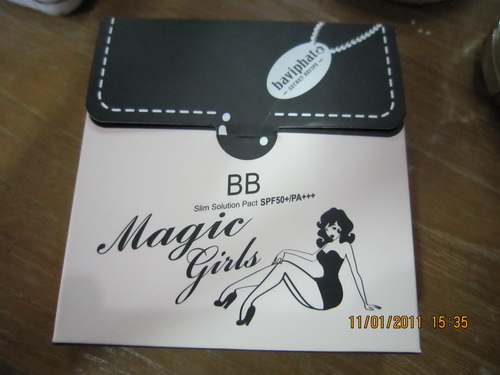 baviphat
SECRET RECIPE
BB
Slim Solution Pact SPF50+/PA+++
Magic
Girls
11/01/2011 15:35